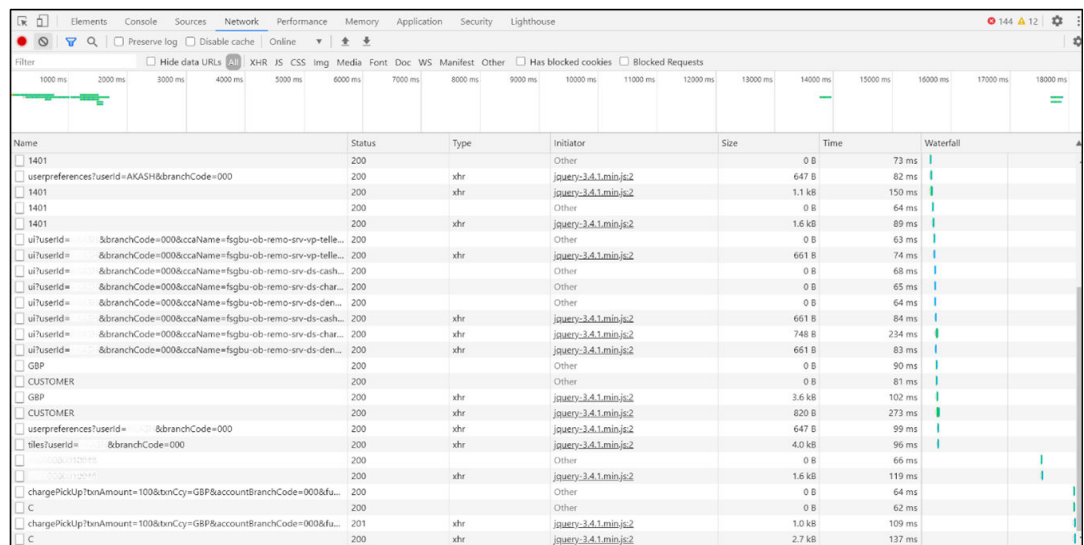 Elements Console Sources Network Performance Memory Application Security Lighthouse 144 12
Preserve log Disable cache Online
Filter Hide data URLs All XHR JS CSS Img Media Font Doc WS Manifest Other Has blocked cookies Blocked Requests
1000 ms 2000 ms 3000 ms 4000 ms 5000 ms 6000 ms 7000 ms 8000 ms 9000 ms 10000 ms 11000 ms 12000 ms 13000 ms 14000 ms 15000 ms 16000 ms 17000 ms 18000 ms
Name Status Type Initiator Size Time Waterfall
1401 200 Other 0 B 73 ms
userpreferences?userId=AKASH&branchCode=000 200 xhr jquery-3.4.1.min.js:2 647 B 82 ms
1401 200 xhr jquery-3.4.1.min.js:2 1.1 kB 150 ms
1401 200 Other 0 B 64 ms
1401 200 xhr jquery-3.4.1.min.js:2 1.6 kB 89 ms
ui?userId= &branchCode=000&ccaName=fsgbu-ob-remo-srv-vp-telle... 200 Other 0 B 63 ms
ui?userId= &branchCode=000&ccaName=fsgbu-ob-remo-srv-vp-telle... 200 xhr jquery-3.4.1.min.js:2 661 B 74 ms
ui?userId= &branchCode=000&ccaName=fsgbu-ob-remo-srv-ds-cash... 200 Other 0 B 68 ms
ui?userId= &branchCode=000&ccaName=fsgbu-ob-remo-srv-ds-char... 200 Other 0 B 65 ms
ui?userId= &branchCode=000&ccaName=fsgbu-ob-remo-srv-ds-den... 200 Other 0 B 64 ms
ui?userId= &branchCode=000&ccaName=fsgbu-ob-remo-srv-ds-cash... 200 xhr jquery-3.4.1.min.js:2 661 B 84 ms
ui?userId= &branchCode=000&ccaName=fsgbu-ob-remo-srv-ds-char... 200 xhr jquery-3.4.1.min.js:2 748 B 234 ms
ui?userId= &branchCode=000&ccaName=fsgbu-ob-remo-srv-ds-den... 200 xhr jquery-3.4.1.min.js:2 661 B 83 ms
GBP 200 Other 0 B 90 ms
CUSTOMER 200 Other 0 B 81 ms
GBP 200 xhr jquery-3.4.1.min.js:2 3.6 kB 102 ms
CUSTOMER 200 xhr jquery-3.4.1.min.js:2 820 B 273 ms
userpreferences?userId= &branchCode=000 200 xhr jquery-3.4.1.min.js:2 647 B 99 ms
tiles?userId= &branchCode=000 200 xhr jquery-3.4.1.min.js:2 4.0 kB 96 ms
200 Other 0 B 66 ms
200 xhr jquery-3.4.1.min.js:2 1.6 kB 119 ms
chargePickUp?txnAmount=100&txnCcy=GBP&accountBranchCode=000&fu... 200 Other 0 B 64 ms
C 200 Other 0 B 62 ms
chargePickUp?txnAmount=100&txnCcy=GBP&accountBranchCode=000&fu... 201 xhr jquery-3.4.1.min.js:2 1.0 kB 109 ms
C 200 xhr jquery-3.4.1.min.js:2 2.7 kB 137 ms